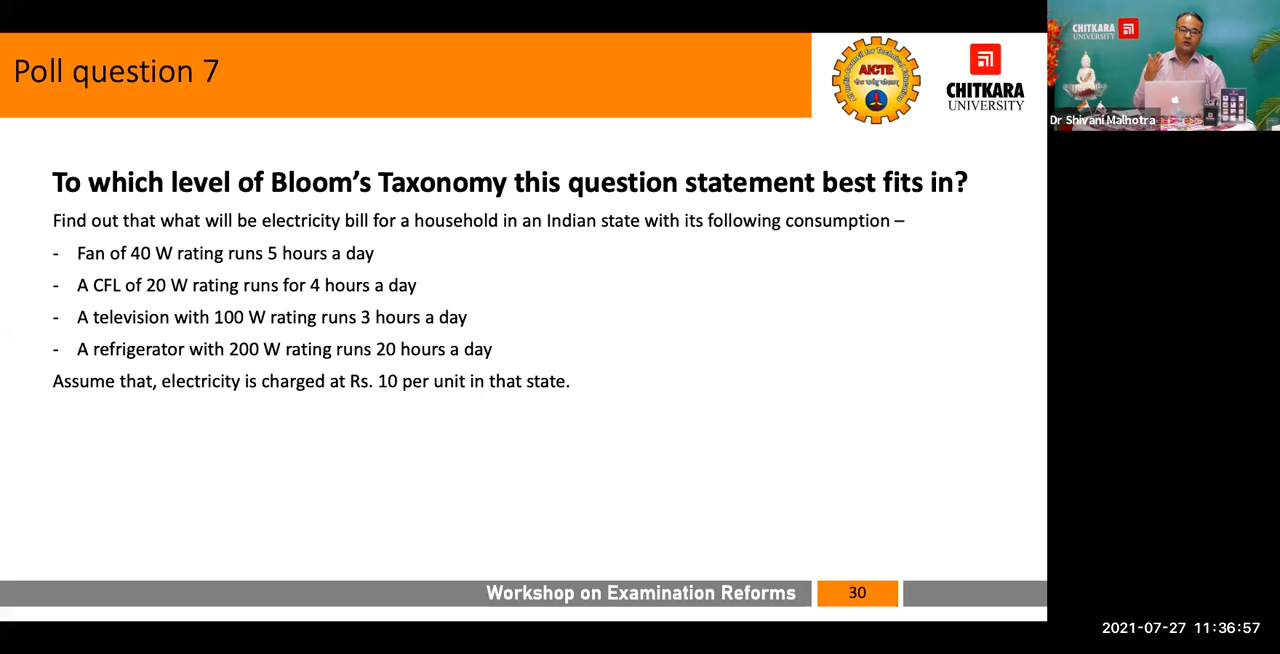 Poll question 7
AICTE
CHITKARA
UNIVERSITY
CHITKARA
UNIVERSITY
Dr Shivani Malhotra
To which level of Bloom's Taxonomy this question statement best fits in?
Find out that what will be electricity bill for a household in an Indian state with its following consumption –
- Fan of 40 W rating runs 5 hours a day
- A CFL of 20 W rating runs for 4 hours a day
- A television with 100 W rating runs 3 hours a day
- A refrigerator with 200 W rating runs 20 hours a day
Assume that, electricity is charged at Rs. 10 per unit in that state.
Workshop on Examination Reforms
30
2021-07-27 11:36:57